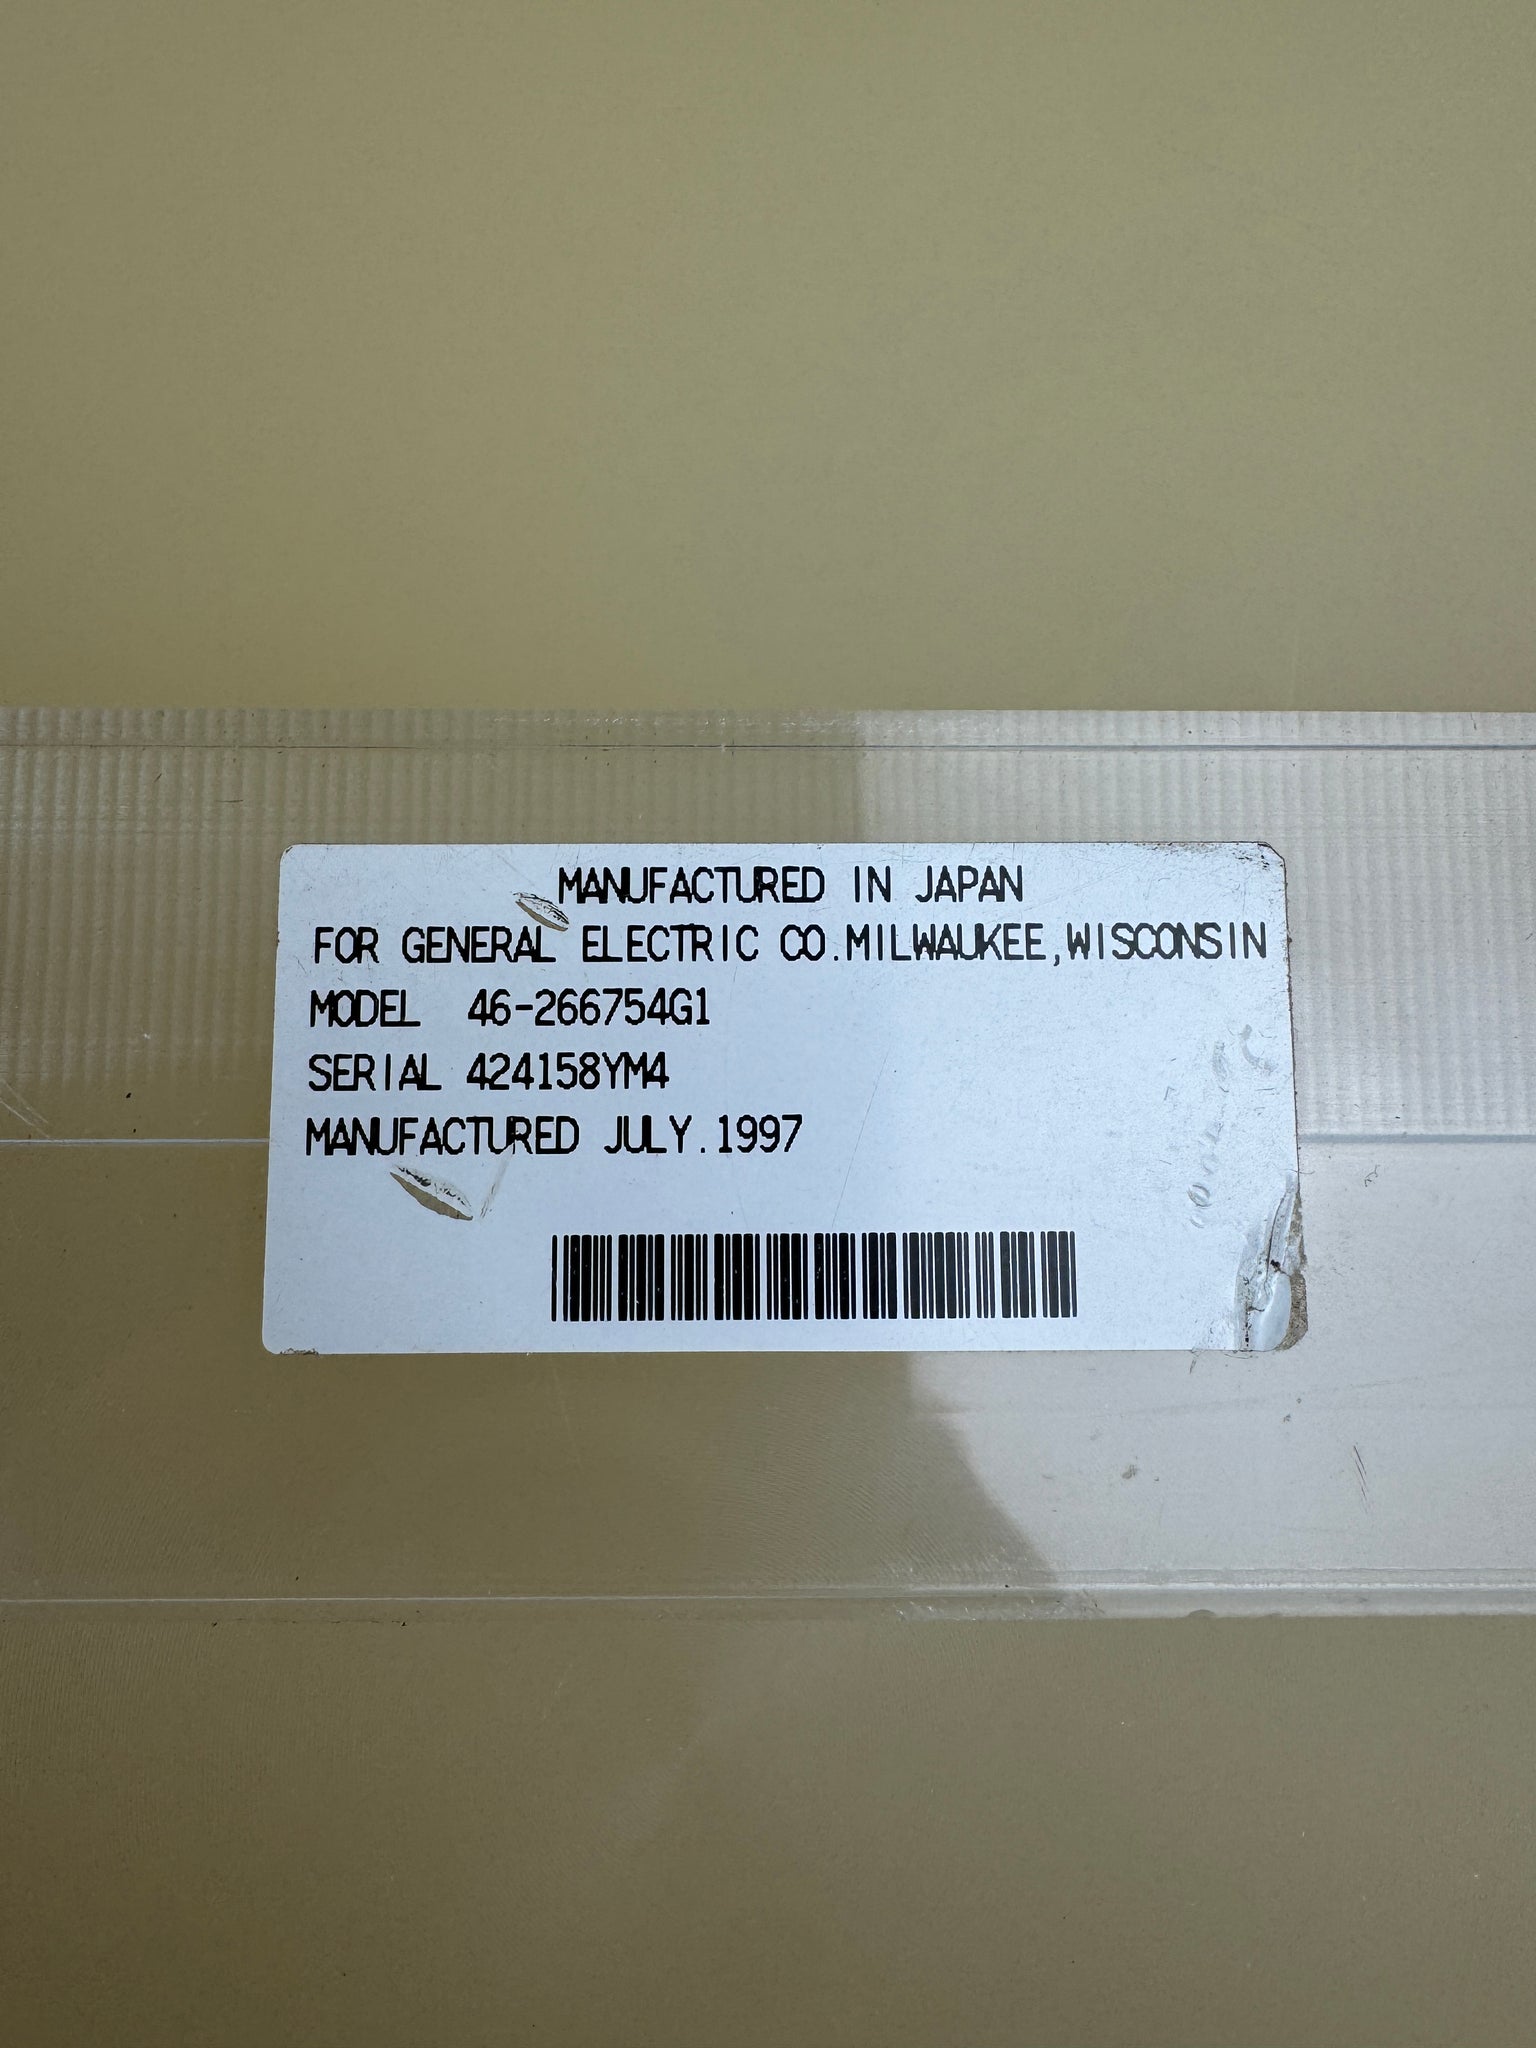 MANUFACTURED IN JAPAN
FOR GENERAL ELECTRIC CO.MILWAUKEE,WISCONSIN
MODEL 46-266754G1
SERIAL 424158YM4
MANUFACTURED JULY.1997